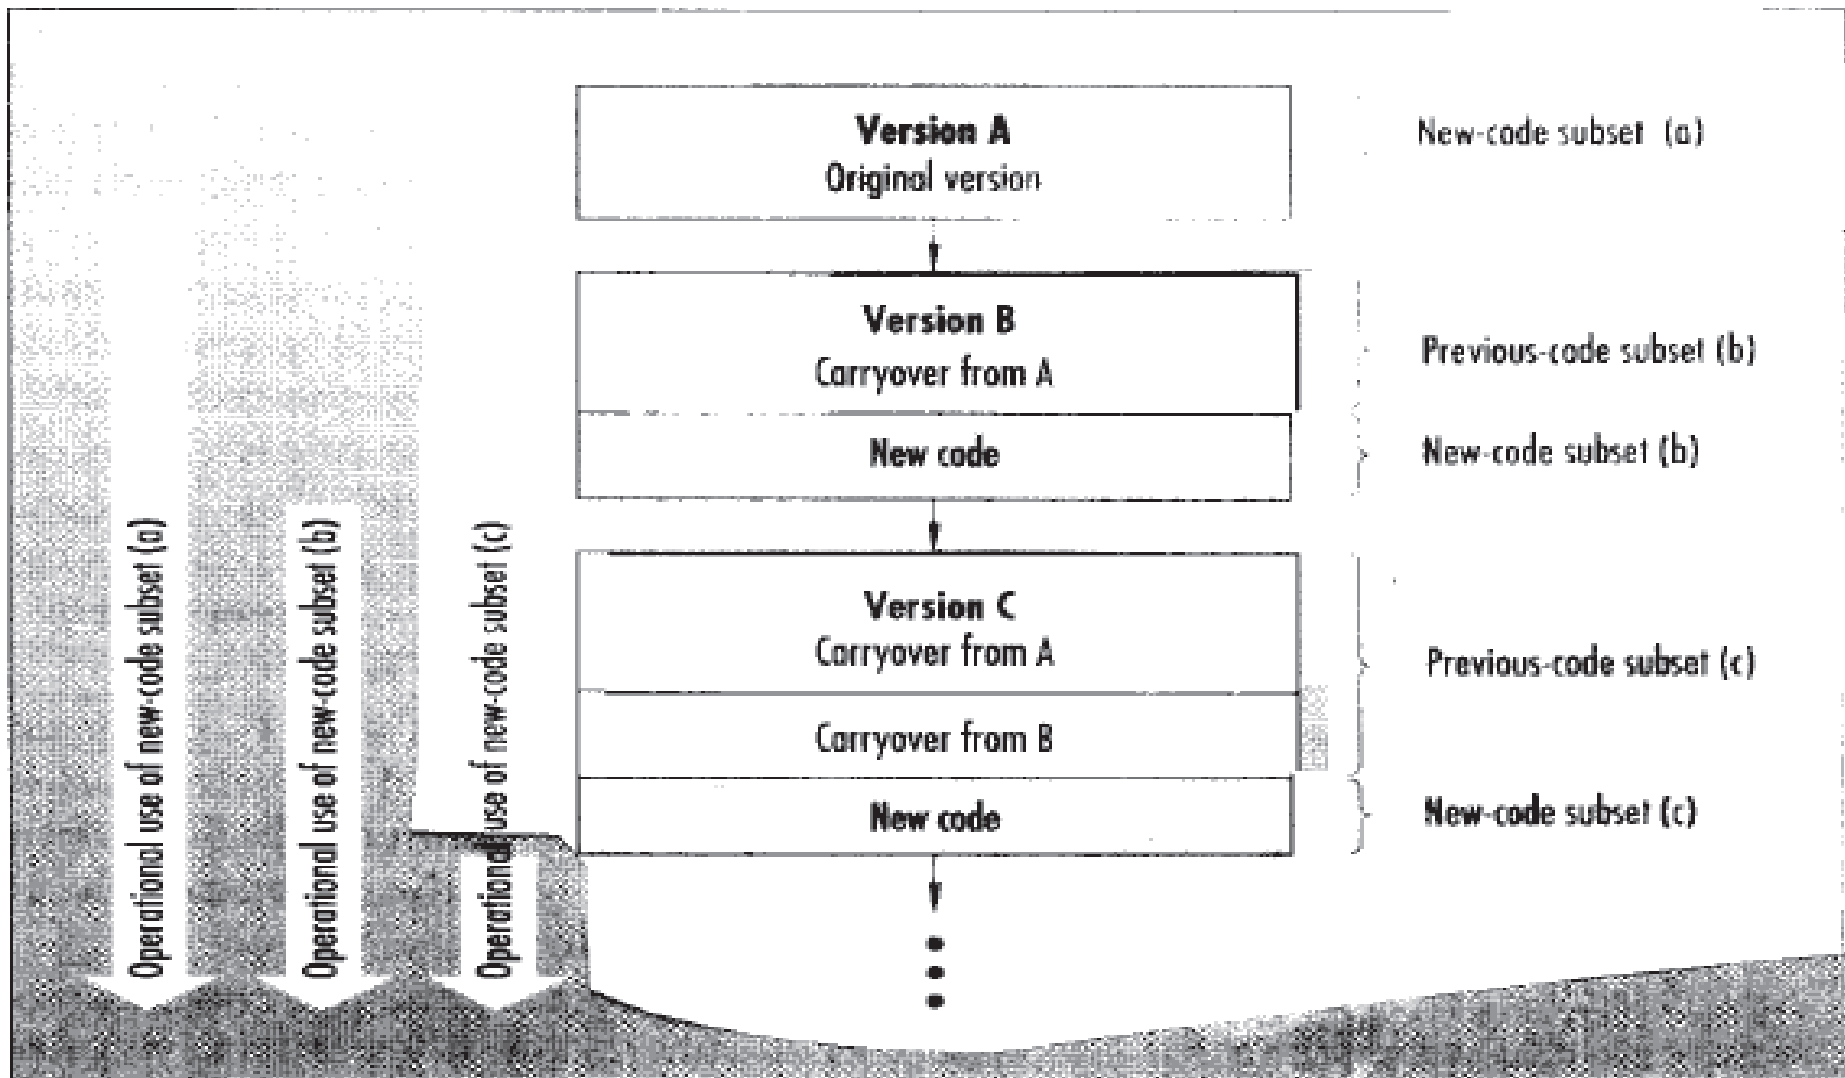 Version A
Original version
New-code subset (a)
Version B
Carryover from A
Previous-code subset (b)
New code
New-code subset (b)
Version C
Carryover from A
Previous-code subset (c)
Carryover from B
New code
New-code subset (c)
Operational use of new-code subset (a)
Operational use of new-code subset (b)
Operational use of new-code subset (c)